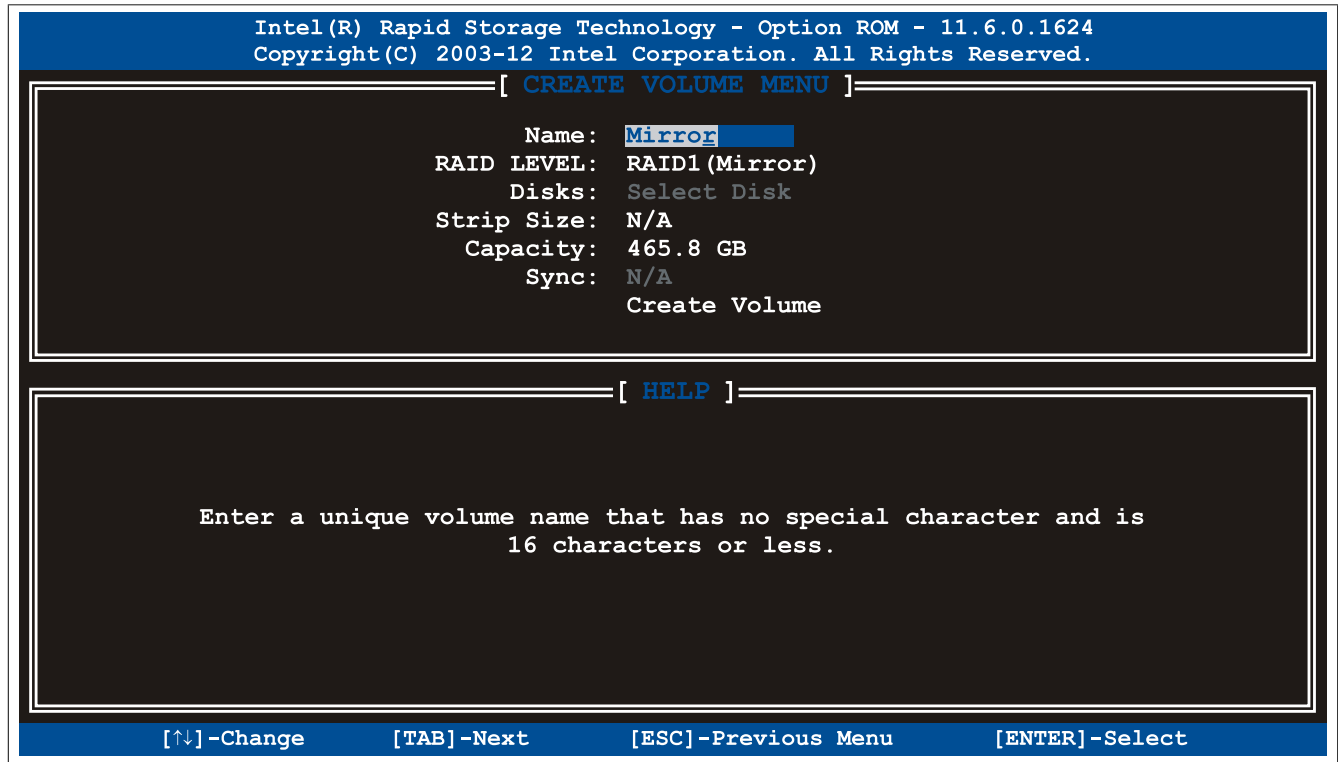 Intel(R) Rapid Storage Technology - Option ROM - 11.6.0.1624
Copyright(C) 2003-12 Intel Corporation. All Rights Reserved.
[ CREATE VOLUME MENU ]
Name: Mirror
RAID LEVEL: RAID1(Mirror)
Disks: Select Disk
Strip Size: N/A
Capacity: 465.8 GB
Sync: N/A
Create Volume
[ HELP ]
Enter a unique volume name that has no special character and is
16 characters or less.
[↑↓]-Change [TAB]-Next [ESC]-Previous Menu [ENTER]-Select